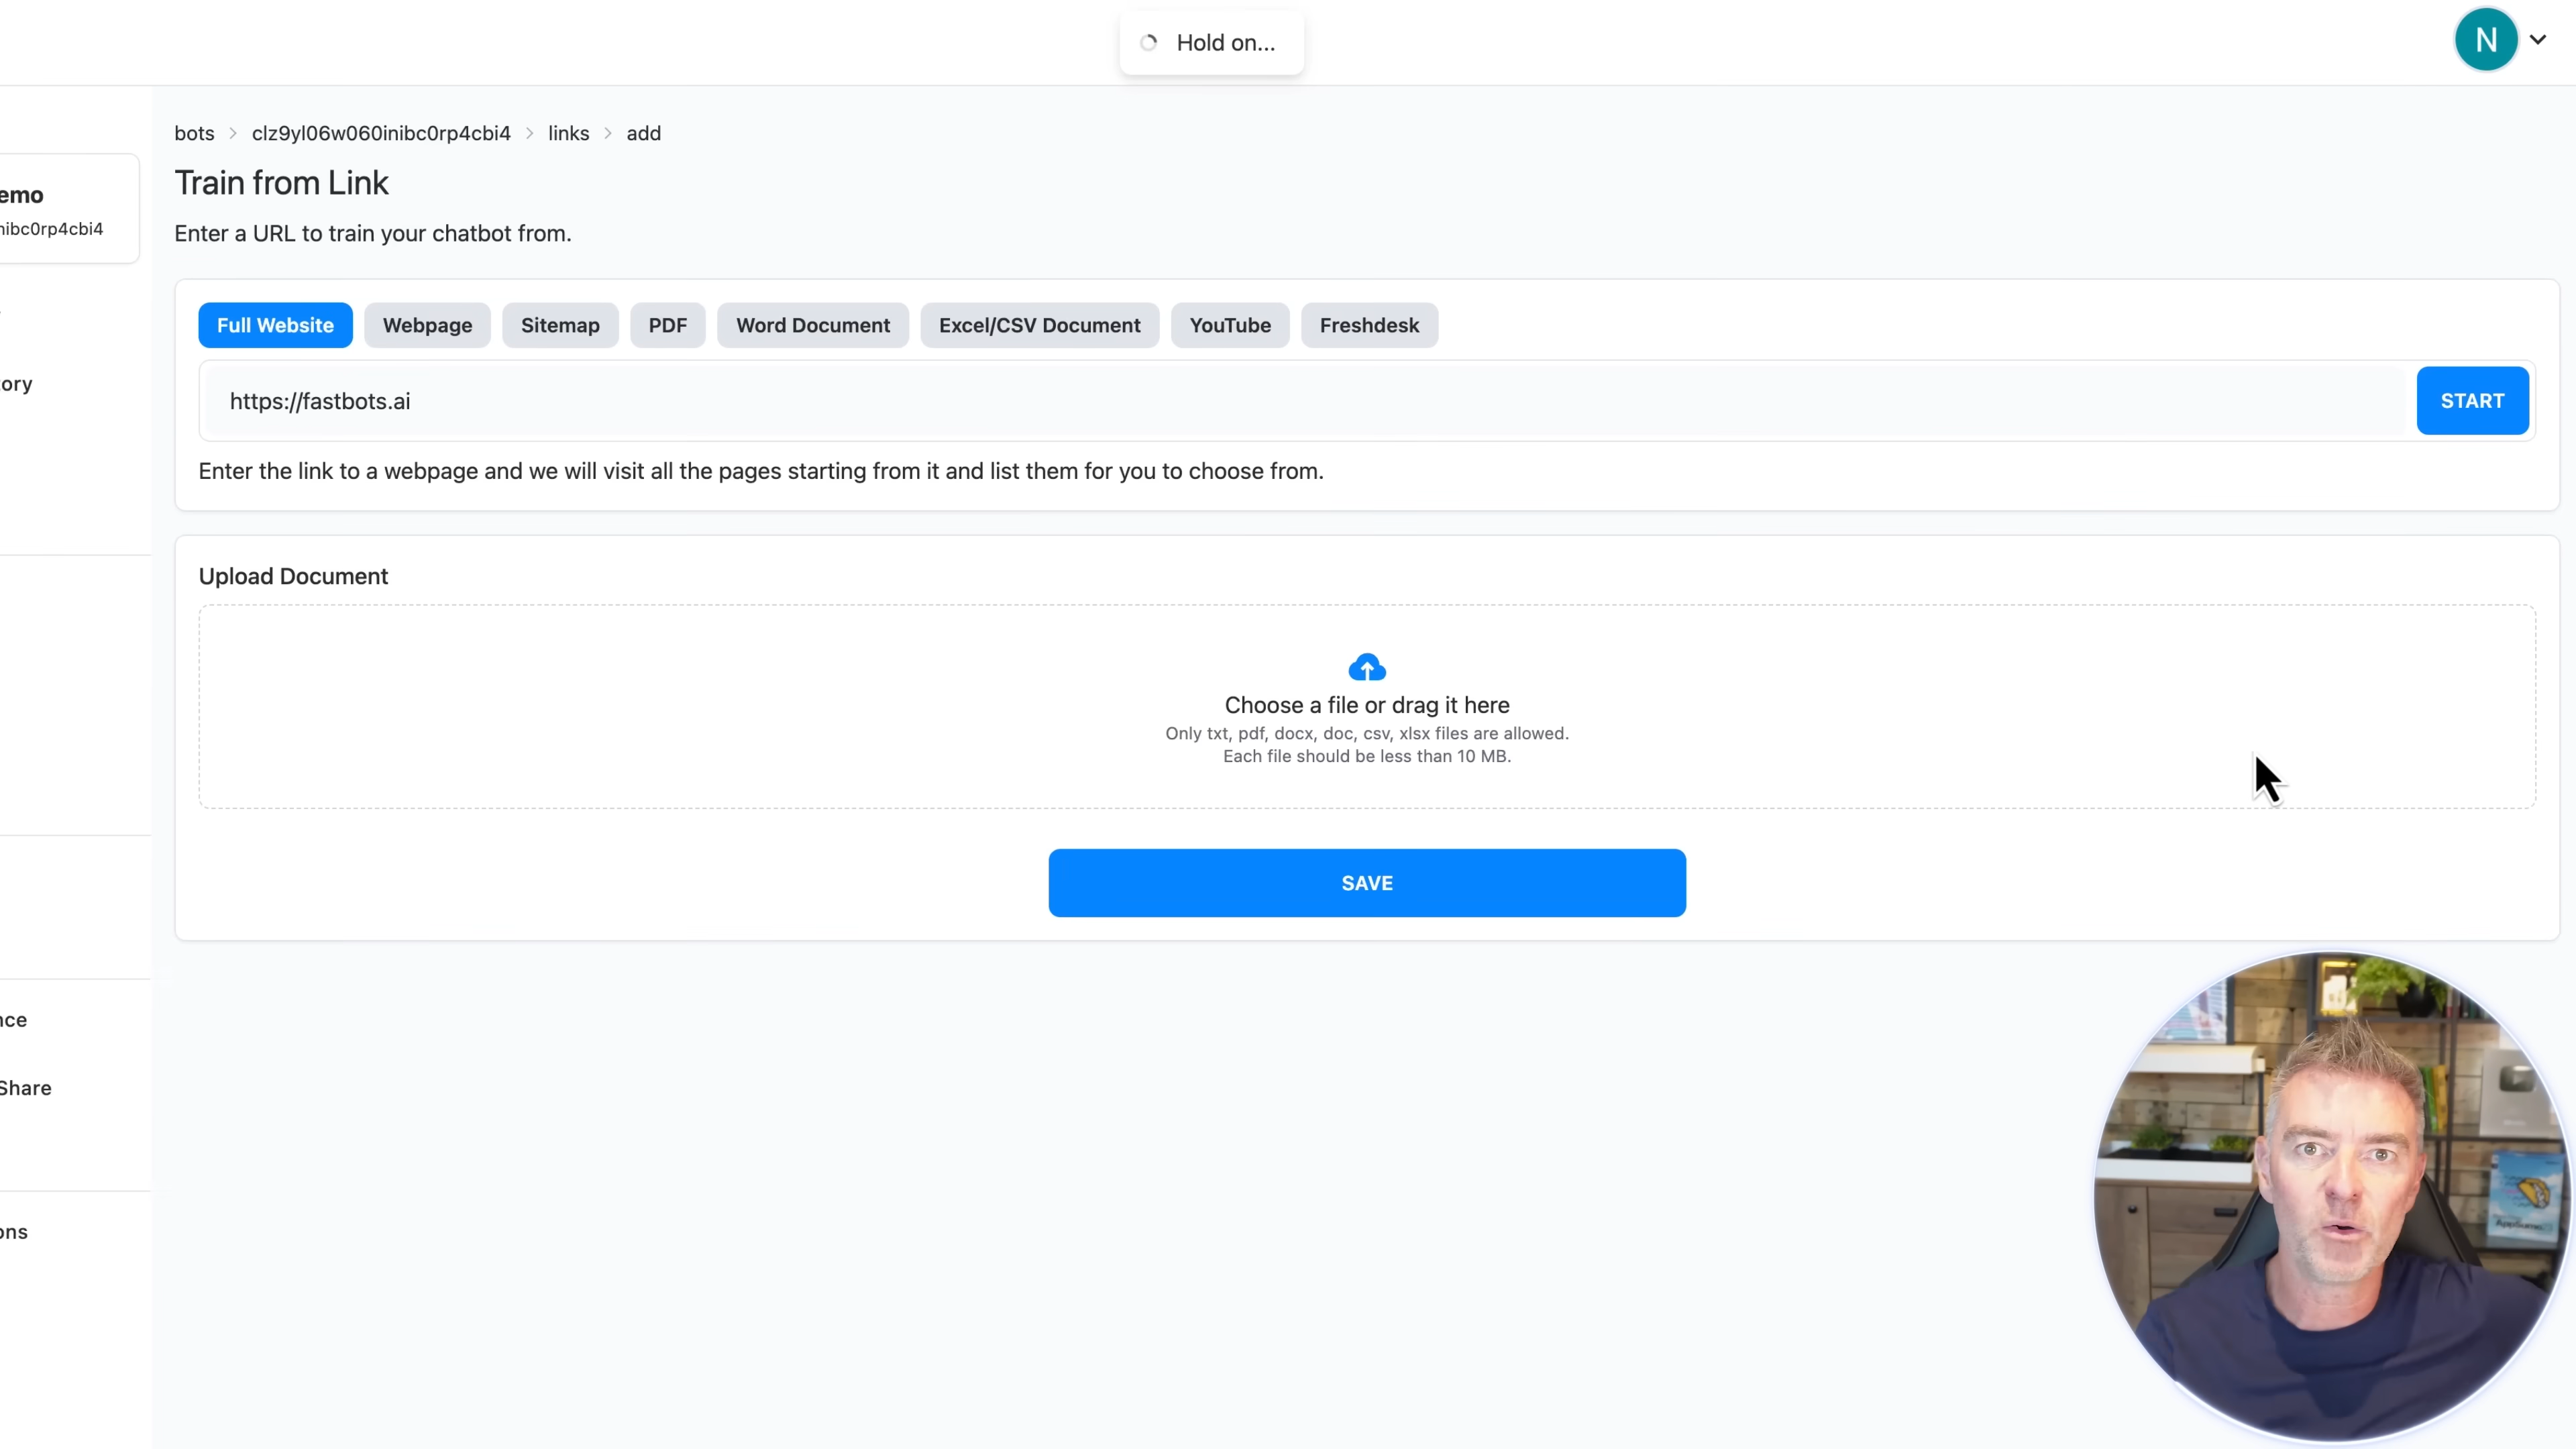 Hold on...
N
bots > clz9yl06w060inibc0rp4cbi4 > links > add
emo
nibc0rp4cbi4
Train from Link
Enter a URL to train your chatbot from.
Full Website Webpage Sitemap PDF Word Document Excel/CSV Document YouTube Freshdesk
ory
https://fastbots.ai
START
Enter the link to a webpage and we will visit all the pages starting from it and list them for you to choose from.
Upload Document
Choose a file or drag it here
Only txt, pdf, docx, doc, csv, xlsx files are allowed.
Each file should be less than 10 MB.
SAVE
nce
Share
ons
AppSumo